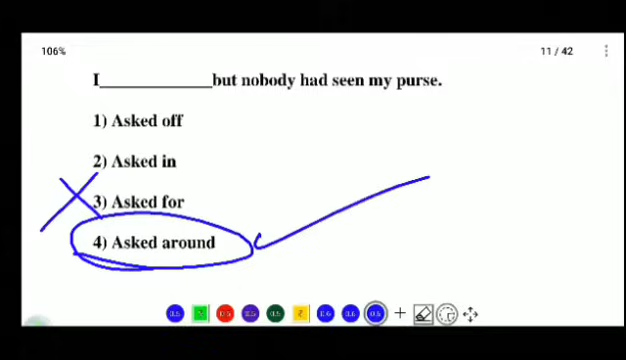 106%
11 / 42
I____________but nobody had seen my purse.
1) Asked off
2) Asked in
3) Asked for
4) Asked around